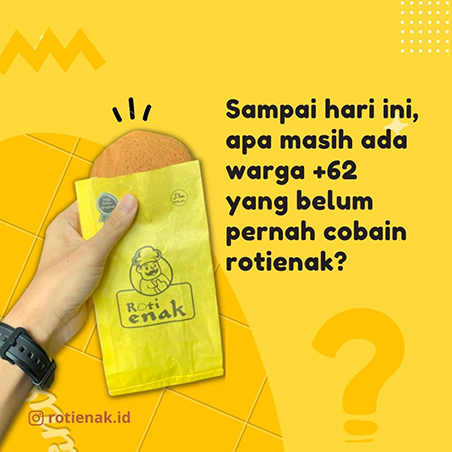 Sampai hari ini,
apa masih ada
warga +62
yang belum
pernah cobain
rotienak?
Roti
enak
rotienak.id